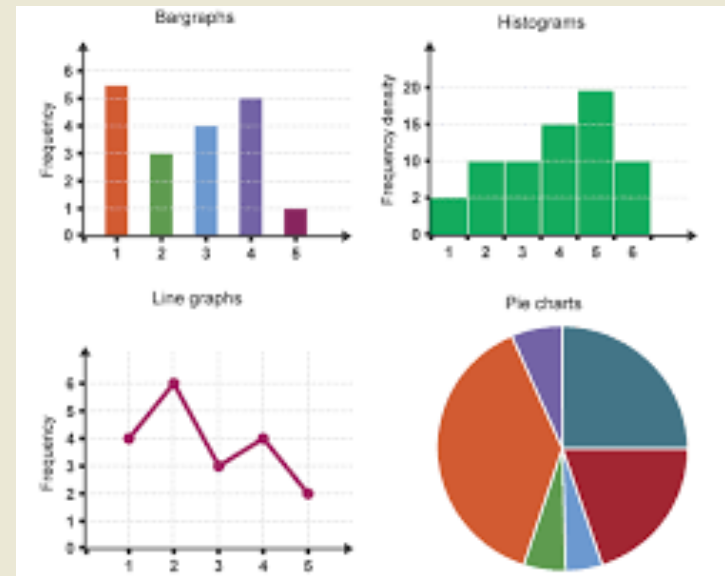 Bargraphs
Frequency
6
5
4
3
2
1
0
1 2 3 4 5
Histograms
Frequency density
20
15
10
2
0
1 2 3 4 5 6
Line graphs
Frequency
6
5
4
3
2
1
0
1 2 3 4 5
Pie charts